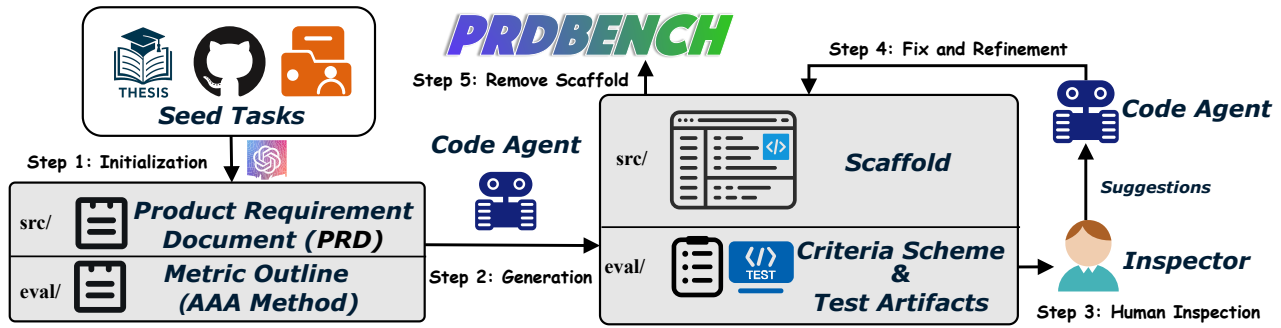 THESIS
Seed Tasks
Step 1: Initialization
src/
Product Requirement
Document (PRD)
eval/
Metric Outline
(AAA Method)
Code Agent
Step 2: Generation
PRDBENCH
Step 5: Remove Scaffold
src/
</>
Scaffold
eval/
</>
TEST
Criteria Scheme
&
Test Artifacts
Step 4: Fix and Refinement
Code Agent
Suggestions
Inspector
Step 3: Human Inspection